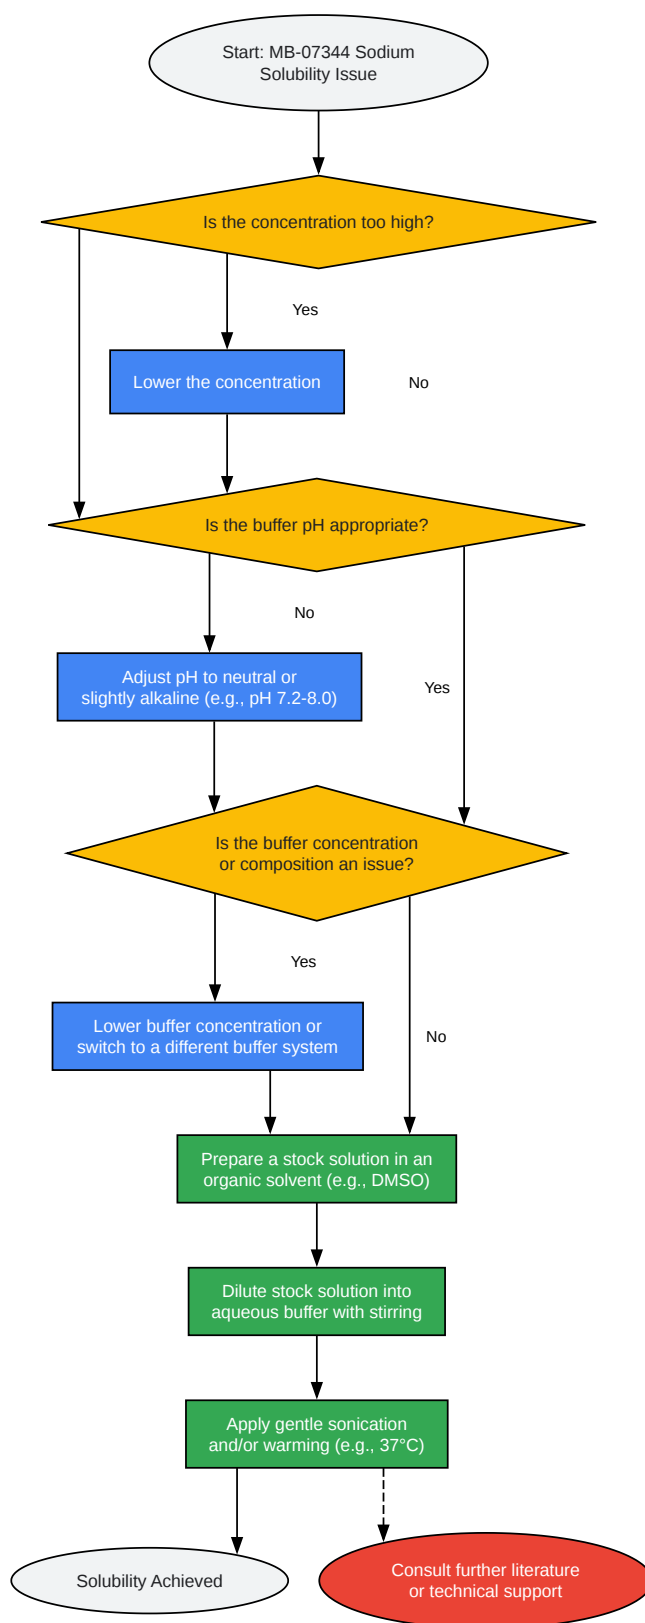 Start: MB-07344 Sodium
Solubility Issue
Is the concentration too high?
Yes
Lower the concentration
No
Is the buffer pH appropriate?
No
Adjust pH to neutral or
slightly alkaline (e.g., pH 7.2-8.0)
Yes
Is the buffer concentration
or composition an issue?
Yes
Lower buffer concentration or
switch to a different buffer system
No
Prepare a stock solution in an
organic solvent (e.g., DMSO)
Dilute stock solution into
aqueous buffer with stirring
Apply gentle sonication
and/or warming (e.g., 37°C)
Solubility Achieved
Consult further literature
or technical support